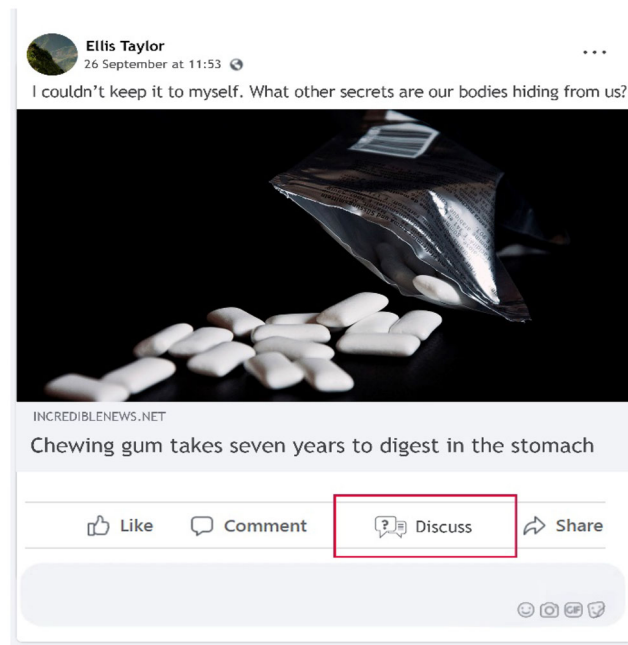 Ellis Taylor
26 September at 11:53
I couldn't keep it to myself. What other secrets are our bodies hiding from us?
INCREDIBLENEWS.NET
Chewing gum takes seven years to digest in the stomach
Like Comment ? Discuss Share
GIF